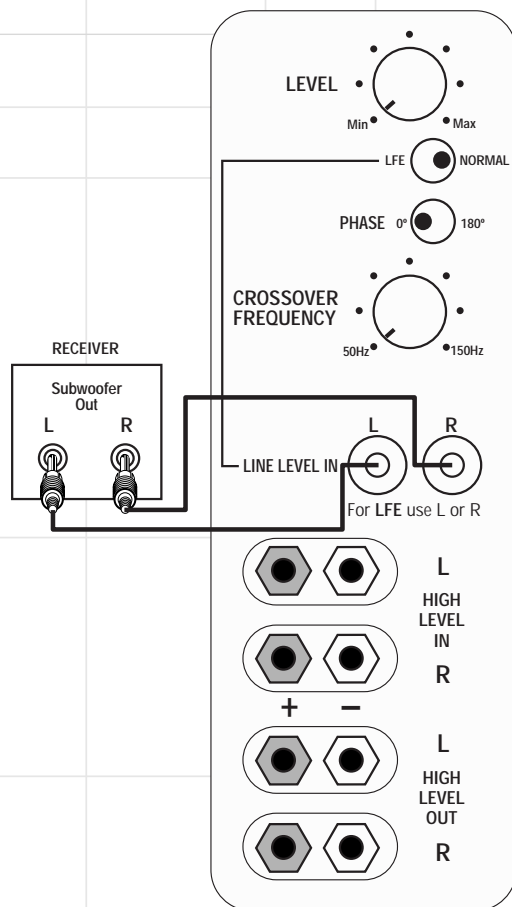 LEVEL
Min Max
LFE NORMAL
PHASE 0° 180°
CROSSOVER
FREQUENCY
50Hz 150Hz
RECEIVER
Subwoofer
Out
L R
L R
LINE LEVEL IN
For LFE use L or R
L
HIGH
LEVEL
IN
R
+ −
L
HIGH
LEVEL
OUT
R